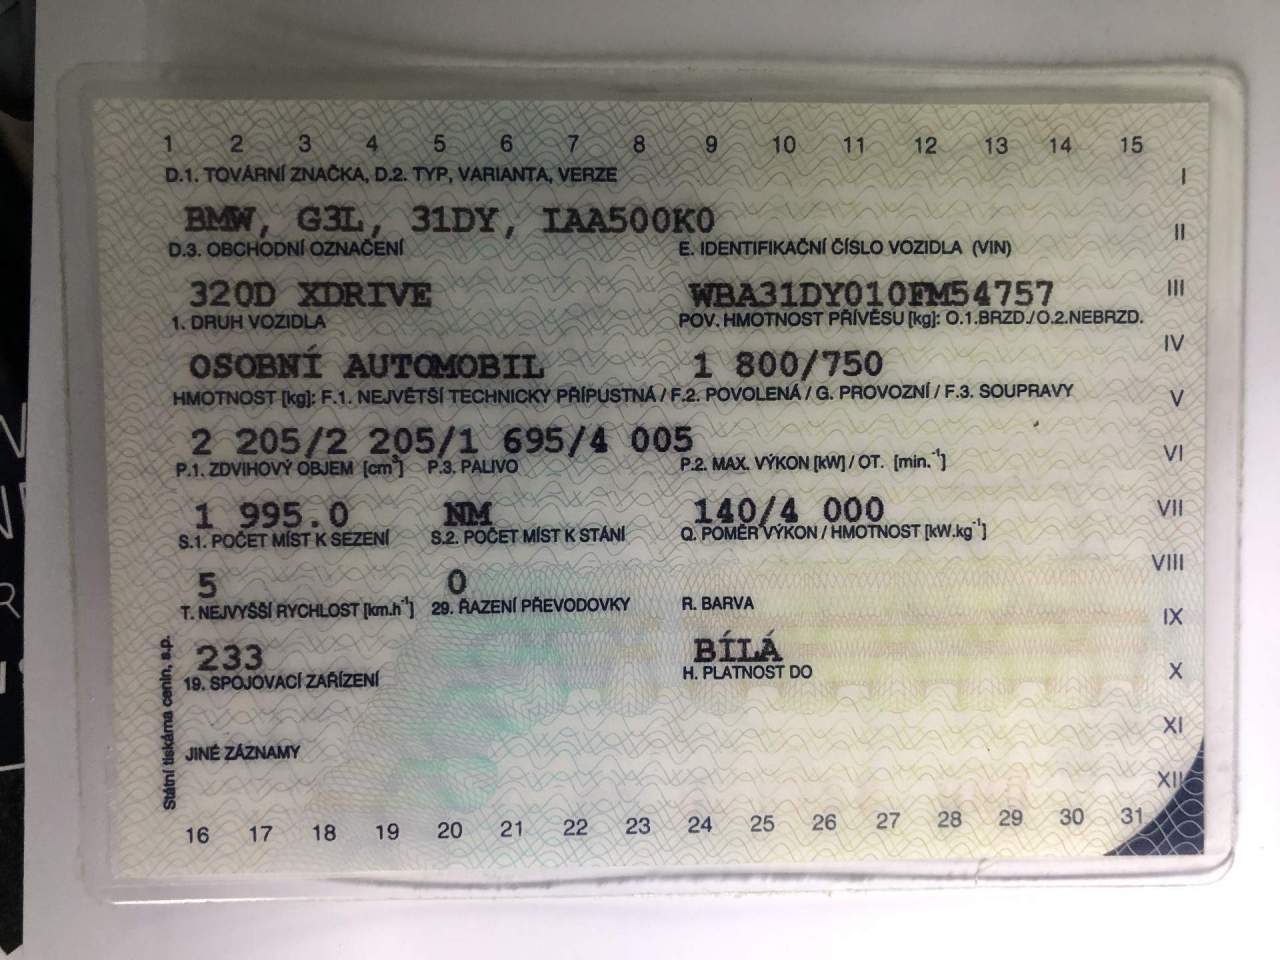 1 2 3 4 5 6 7 8 9 10 11 12 13 14 15
D.1. TOVÁRNÍ ZNAČKA, D.2. TYP, VARIANTA, VERZE I
BMW, G3L, 31DY, IAA500K0
D.3. OBCHODNÍ OZNAČENÍ E. IDENTIFIKAČNÍ ČÍSLO VOZIDLA (VIN) II
320D XDRIVE WBA31DY010FM54757 III
1. DRUH VOZIDLA POV. HMOTNOST PŘÍVĚSU [kg]: O.1.BRZD./O.2.NEBRZD.
OSOBNÍ AUTOMOBIL 1 800/750 IV
HMOTNOST [kg]: F.1. NEJVĚTŠÍ TECHNICKY PŘÍPUSTNÁ / F.2. POVOLENÁ / G. PROVOZNÍ / F.3. SOUPRAVY V
2 205/2 205/1 695/4 005
P.1. ZDVIHOVÝ OBJEM [cm³] P.3. PALIVO P.2. MAX. VÝKON [kW] / OT. [min.⁻¹] VI
1 995.0 NM 140/4 000 VII
S.1. POČET MÍST K SEZENÍ S.2. POČET MÍST K STÁNÍ Q. POMĚR VÝKON / HMOTNOST [kW.kg⁻¹]
5 0 VIII
T. NEJVYŠŠÍ RYCHLOST [km.h⁻¹] 29. ŘAZENÍ PŘEVODOVKY R. BARVA IX
233 BÍLÁ
19. SPOJOVACÍ ZAŘÍZENÍ H. PLATNOST DO X
XI
JINÉ ZÁZNAMY
XII
Státní tiskárna cenin, s.p.
16 17 18 19 20 21 22 23 24 25 26 27 28 29 30 31